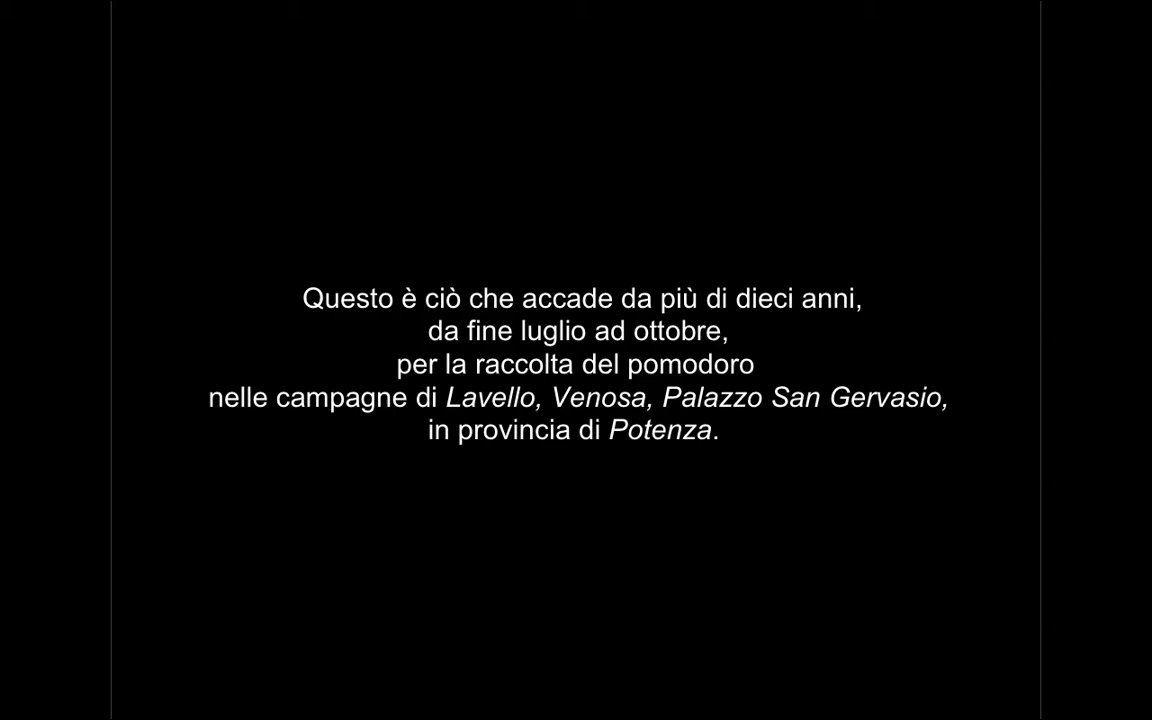 Questo è ciò che accade da più di dieci anni,
da fine luglio ad ottobre,
per la raccolta del pomodoro
nelle campagne di Lavello, Venosa, Palazzo San Gervasio,
in provincia di Potenza.